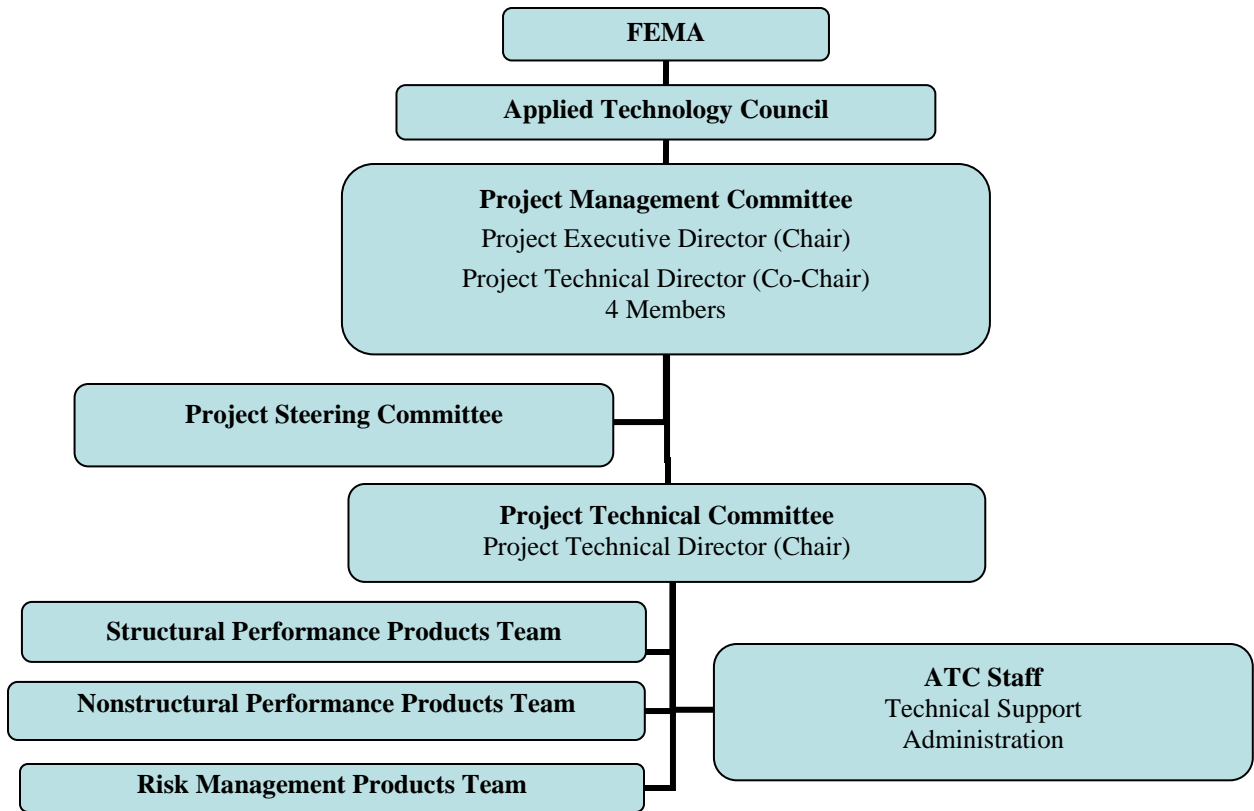 FEMA
Applied Technology Council
Project Management Committee
Project Executive Director (Chair)
Project Technical Director (Co-Chair)
4 Members
Project Steering Committee
Project Technical Committee
Project Technical Director (Chair)
Structural Performance Products Team
Nonstructural Performance Products Team
Risk Management Products Team
ATC Staff
Technical Support
Administration